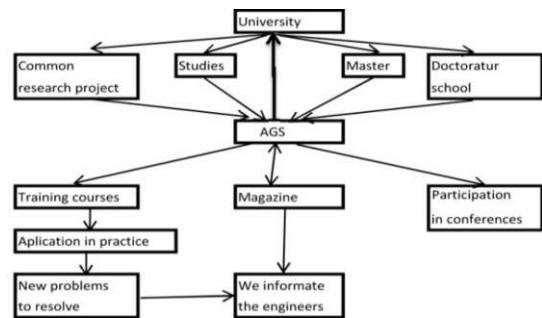 University
Common
research project
Studies
Master
Doctoratur
school
AGS
Training courses
Magazine
Participation
in conferences
Aplication in practice
New problems
to resolve
We informate
the engineers